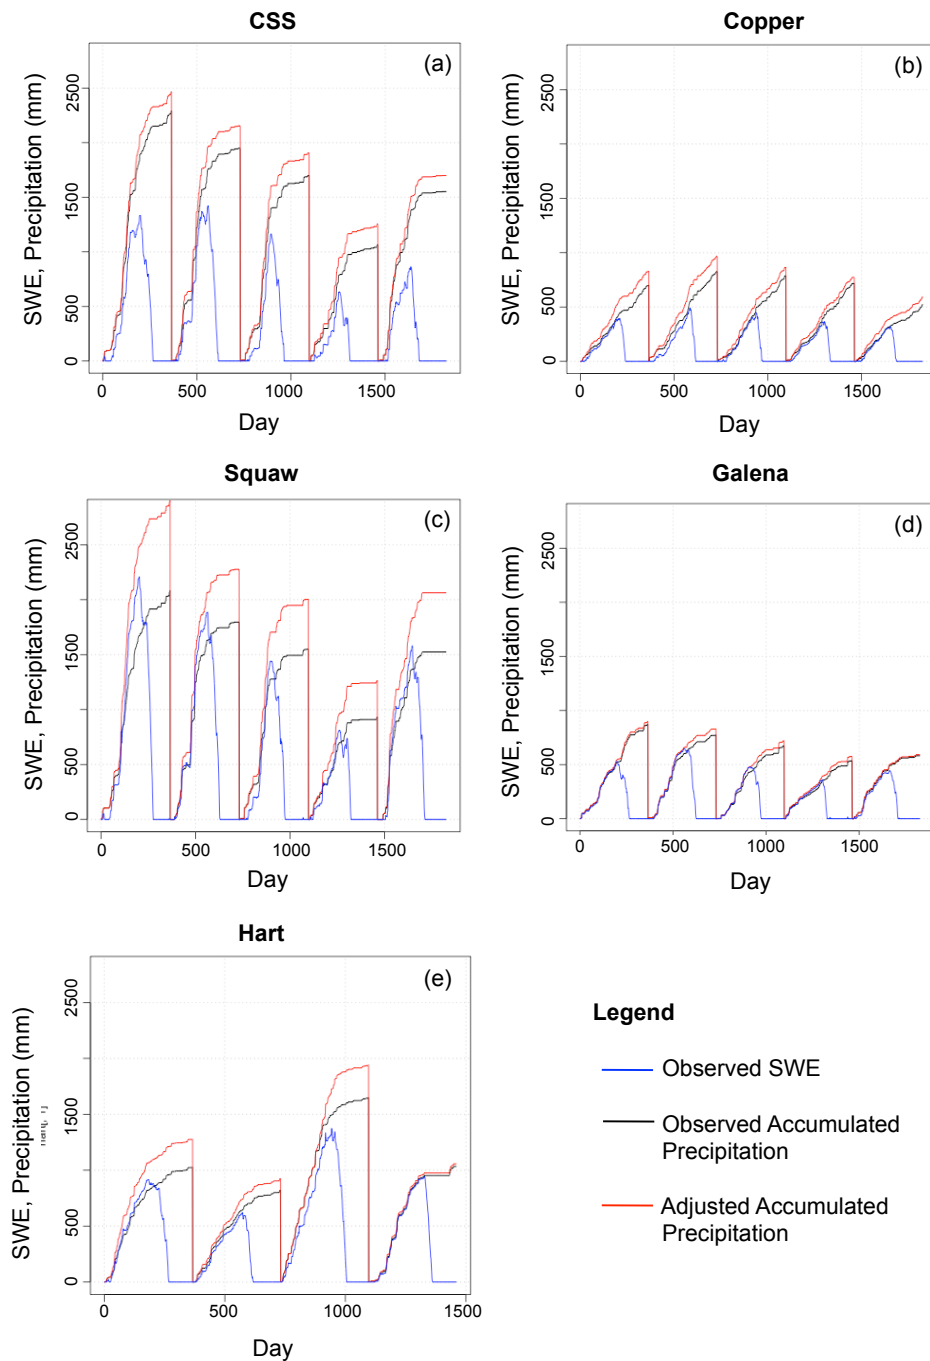 CSS
(a)
SWE, Precipitation (mm)
0
500
1500
2500
0
500
1000
1500
Day
Copper
(b)
SWE, Precipitation (mm)
0
500
1500
2500
0
500
1000
1500
Day
Squaw
(c)
SWE, Precipitation (mm)
0
500
1500
2500
0
500
1000
1500
Day
Galena
(d)
SWE, Precipitation (mm)
0
500
1500
2500
0
500
1000
1500
Day
Hart
(e)
SWE, Precipitation (mm)
0
500
1500
2500
0
500
1000
1500
Day
Legend
Observed SWE
Observed Accumulated
Precipitation
Adjusted Accumulated
Precipitation